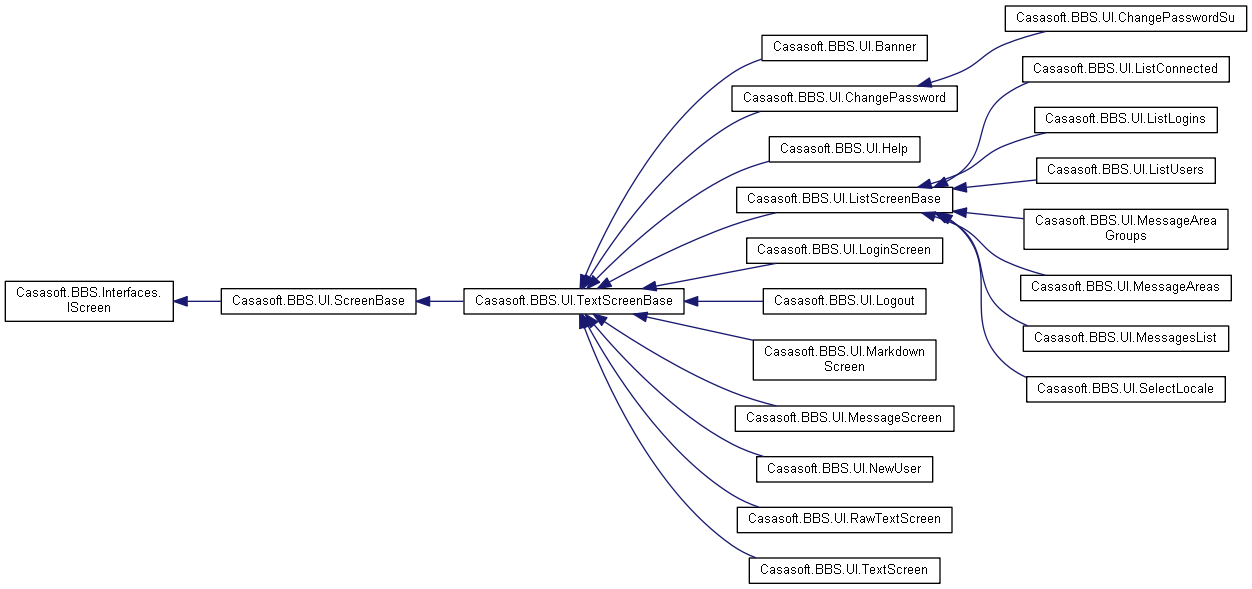 Casasoft.BBS.Interfaces.
IScreen
Casasoft.BBS.UI.ScreenBase
Casasoft.BBS.UI.TextScreenBase
Casasoft.BBS.UI.Banner
Casasoft.BBS.UI.ChangePassword
Casasoft.BBS.UI.Help
Casasoft.BBS.UI.ListScreenBase
Casasoft.BBS.UI.LoginScreen
Casasoft.BBS.UI.Logout
Casasoft.BBS.UI.Markdown
Screen
Casasoft.BBS.UI.MessageScreen
Casasoft.BBS.UI.NewUser
Casasoft.BBS.UI.RawTextScreen
Casasoft.BBS.UI.TextScreen
Casasoft.BBS.UI.ChangePasswordSu
Casasoft.BBS.UI.ListConnected
Casasoft.BBS.UI.ListLogins
Casasoft.BBS.UI.ListUsers
Casasoft.BBS.UI.MessageArea
Groups
Casasoft.BBS.UI.MessageAreas
Casasoft.BBS.UI.MessagesList
Casasoft.BBS.UI.SelectLocale